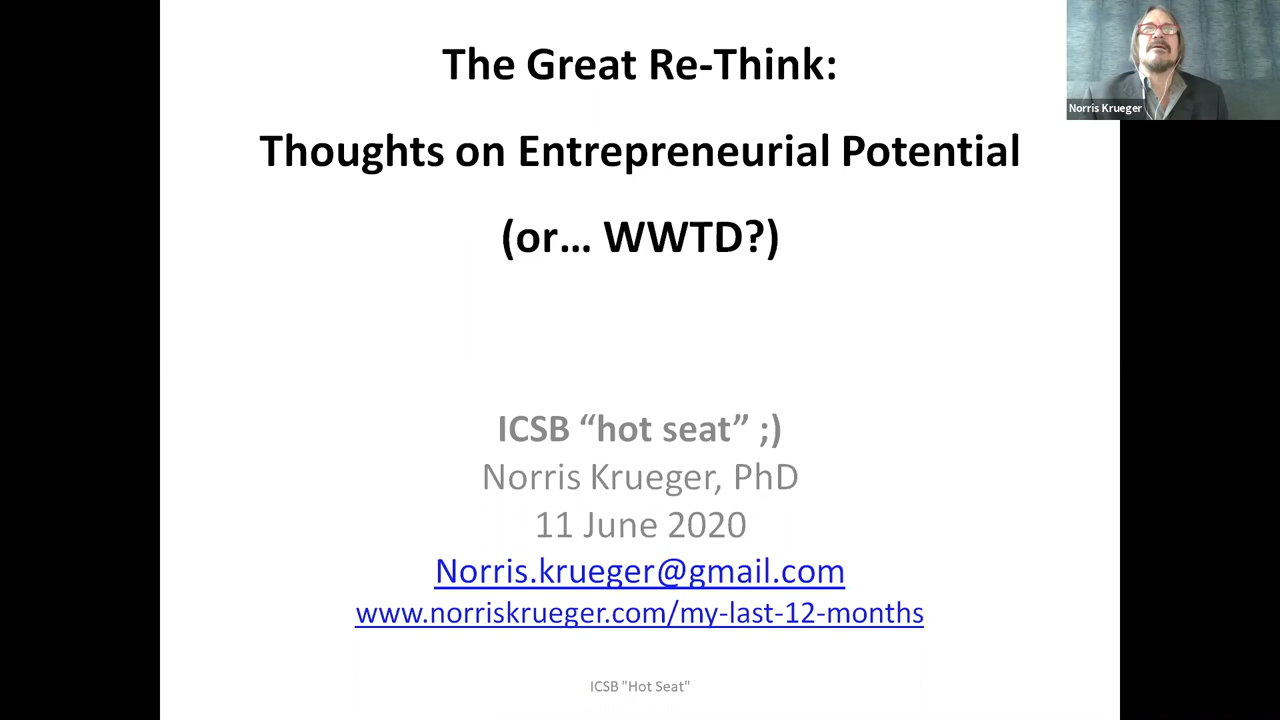 The Great Re-Think:
Thoughts on Entrepreneurial Potential
(or… WWTD?)
Norris Krueger
ICSB “hot seat” ;)
Norris Krueger, PhD
11 June 2020
Norris.krueger@gmail.com
www.norriskrueger.com/my-last-12-months
ICSB "Hot Seat"